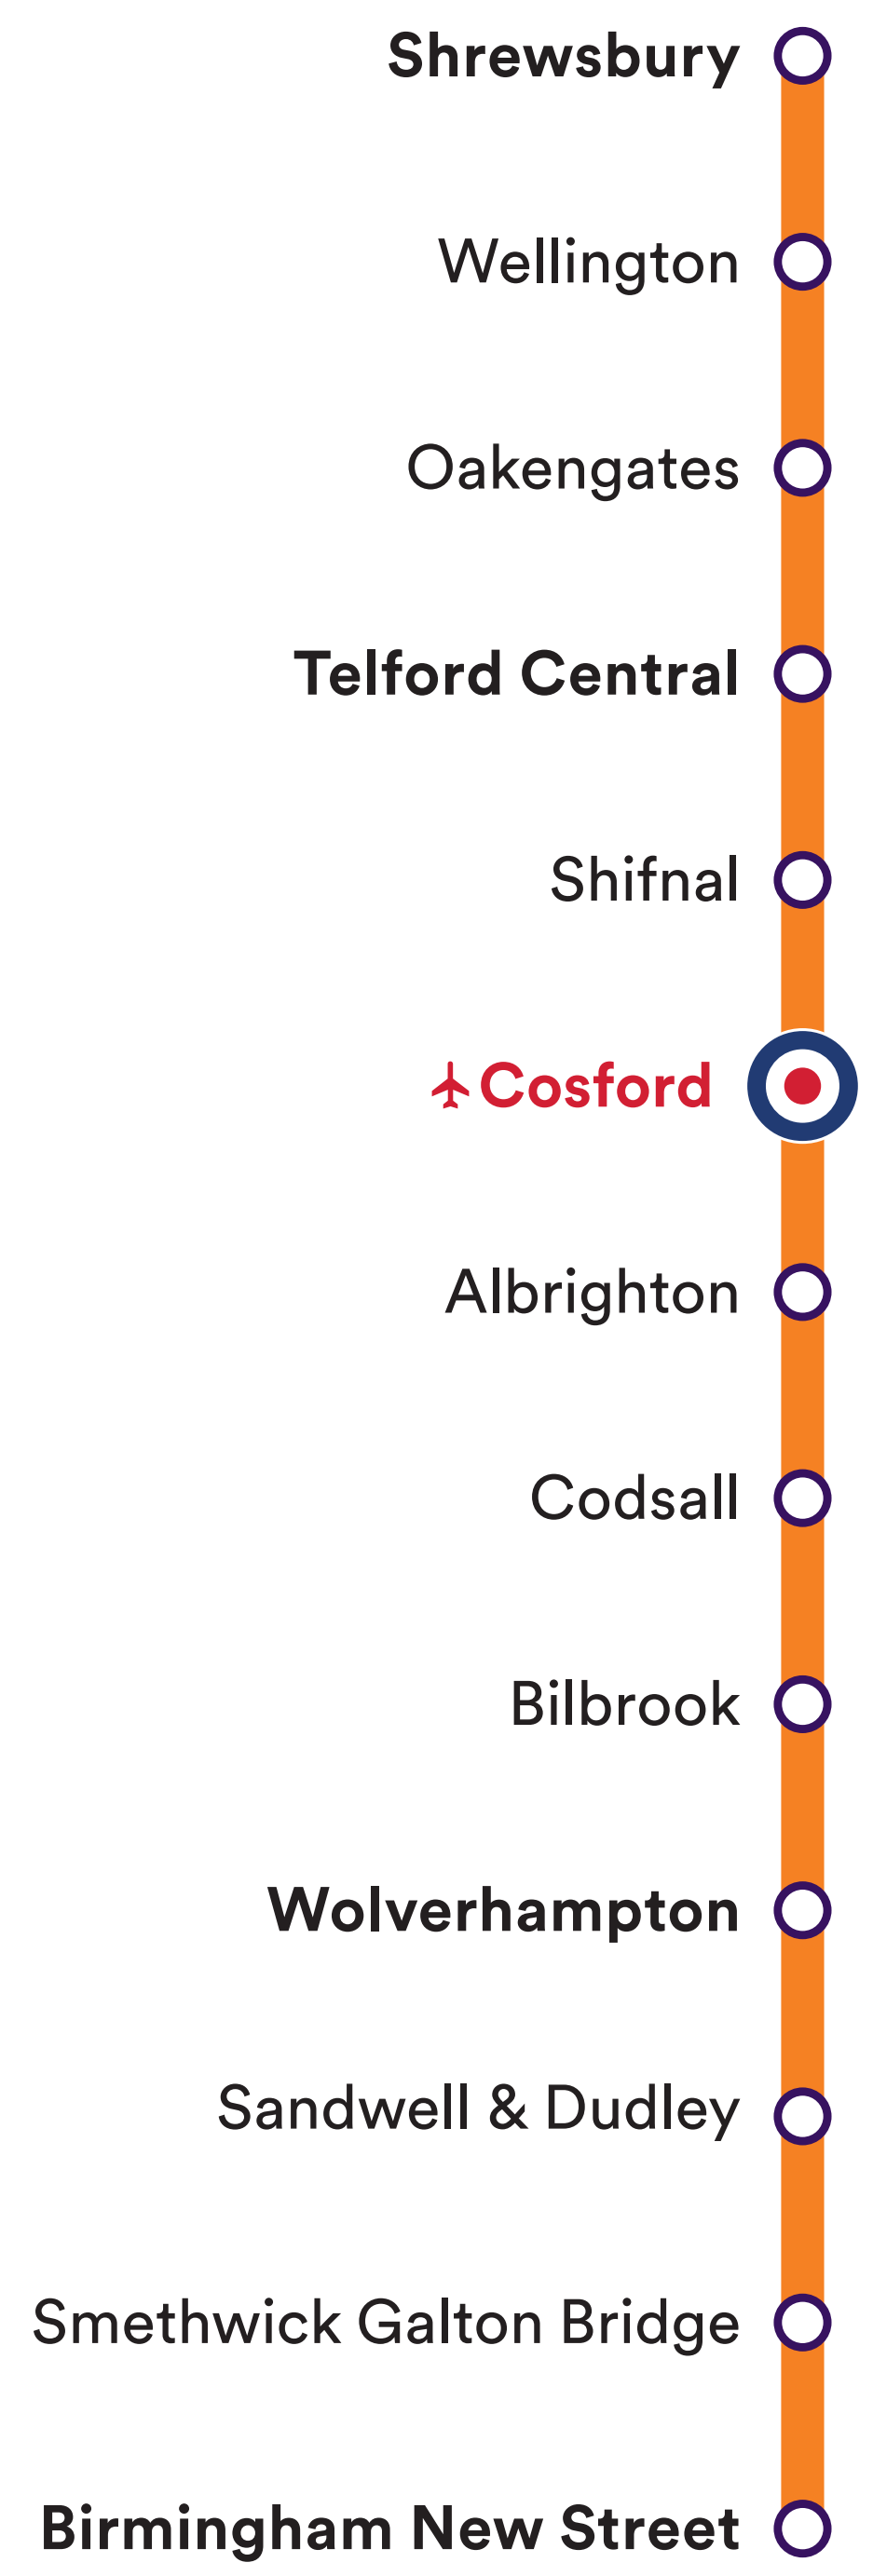 Shrewsbury
Wellington
Oakengates
Telford Central
Shifnal
Cosford
Albrighton
Codsall
Bilbrook
Wolverhampton
Sandwell & Dudley
Smethwick Galton Bridge
Birmingham New Street